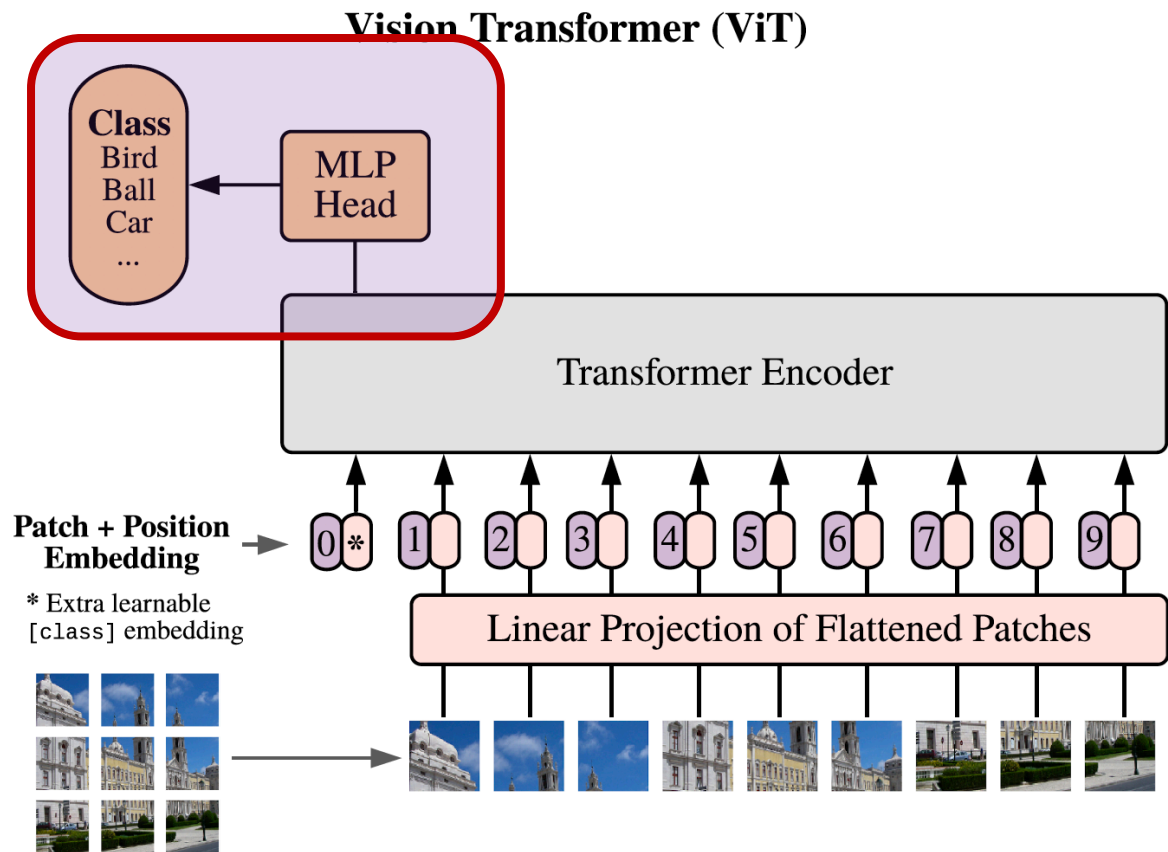 Vision Transformer (ViT)
Class
Bird
Ball
Car
...
MLP
Head
Transformer Encoder
Patch + Position
Embedding
0 * 1 2 3 4 5 6 7 8 9
* Extra learnable
[class] embedding
Linear Projection of Flattened Patches